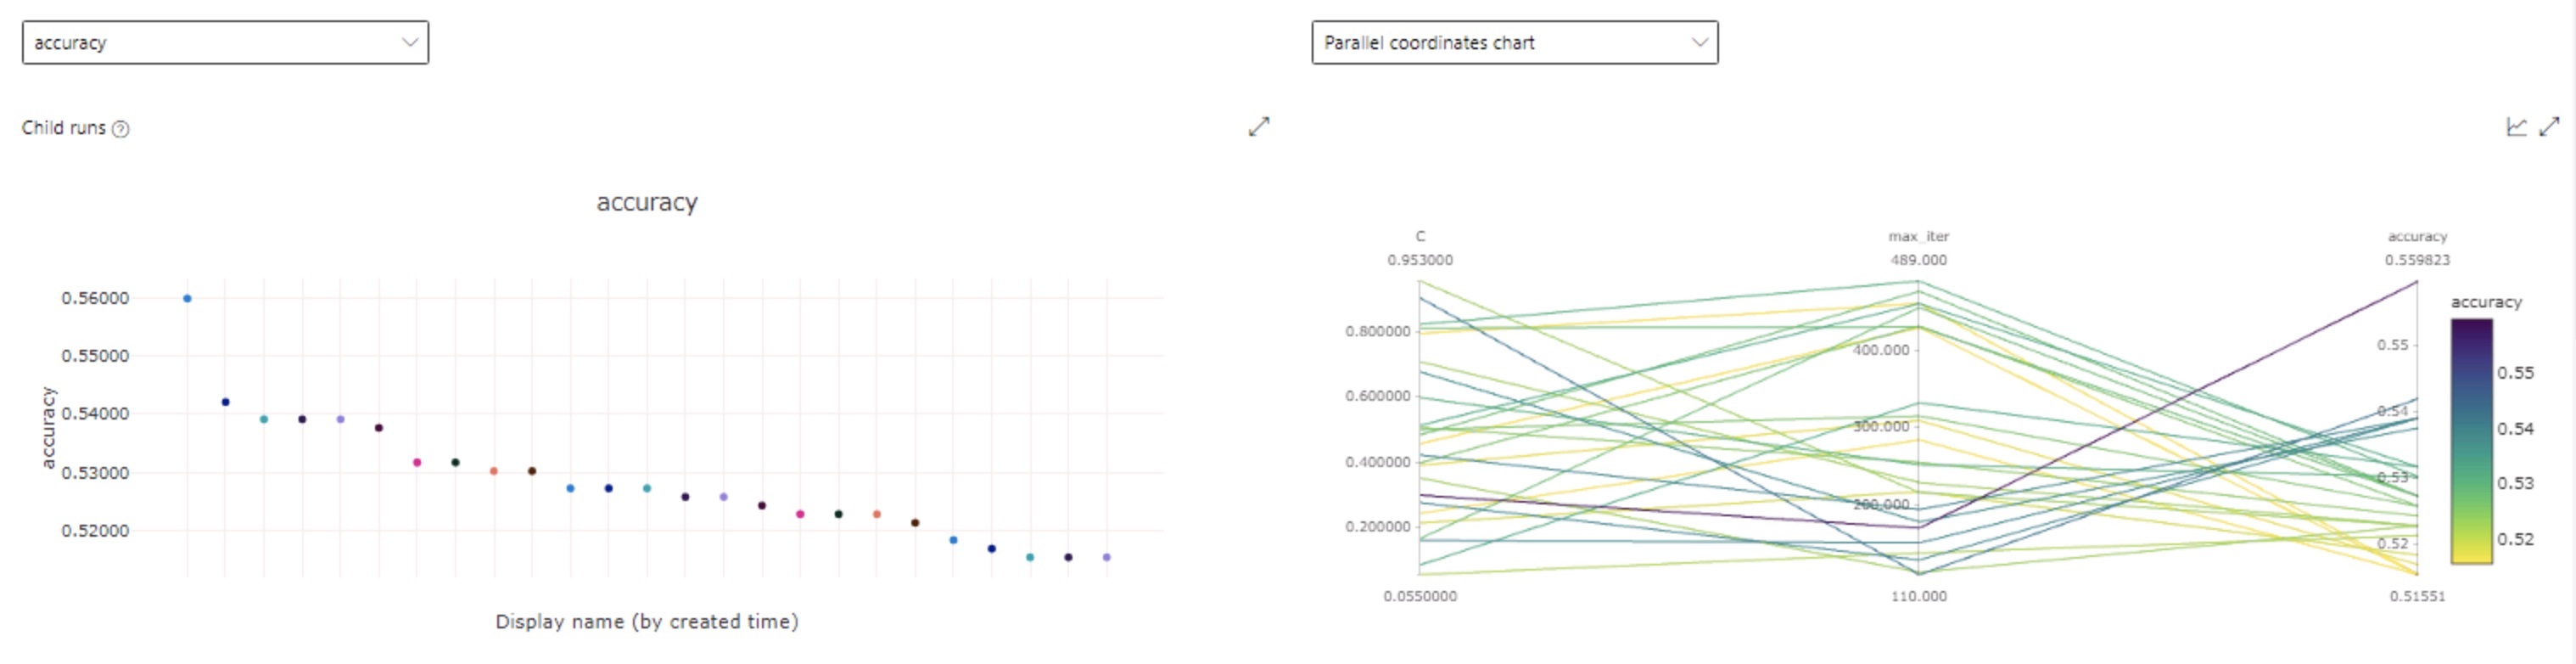 accuracy
Parallel coordinates chart
Child runs
accuracy
accuracy
0.56000
0.55000
0.54000
0.53000
0.52000
Display name (by created time)
C
max_iter
accuracy
0.953000
489.000
0.559823
0.800000
0.600000
0.400000
0.200000
400.000
300.000
200.000
0.55
0.54
0.53
0.52
0.0550000
110.000
0.51551
accuracy
0.55
0.54
0.53
0.52